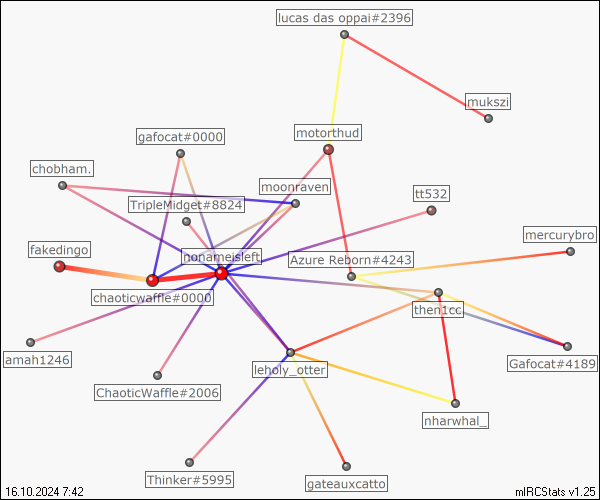 lucas das oppai#2396
mukszi
gafocat#0000
motorthud
chobham.
moonraven
tt532
TripleMidget#8824
mercurybro
fakedingo
nonameisleft
Azure Reborn#4243
chaoticwaffle#0000
then1cc
amah1246
Gafocat#4189
leholy_otter
ChaoticWaffle#2006
nharwhal_
Thinker#5995
gateauxcatto
16.10.2024 7:42
mIRCStats v1.25